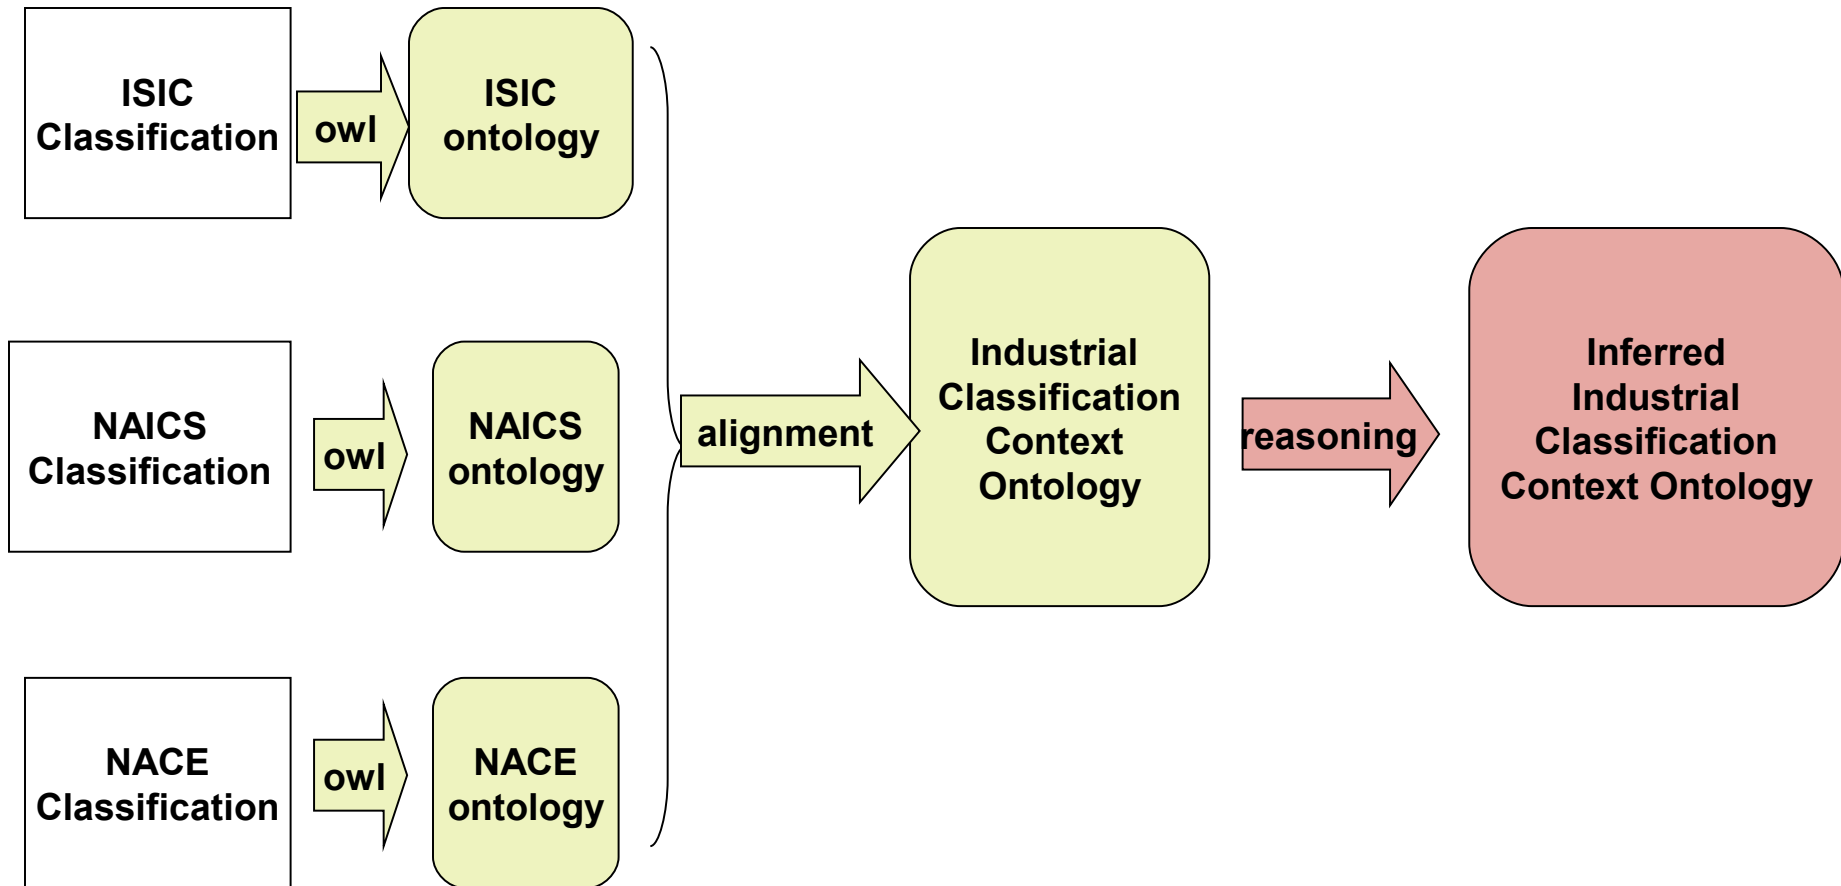 ISIC
Classification
owl
ISIC
ontology
NAICS
Classification
owl
NAICS
ontology
NACE
Classification
owl
NACE
ontology
alignment
Industrial
Classification
Context
Ontology
reasoning
Inferred
Industrial
Classification
Context Ontology